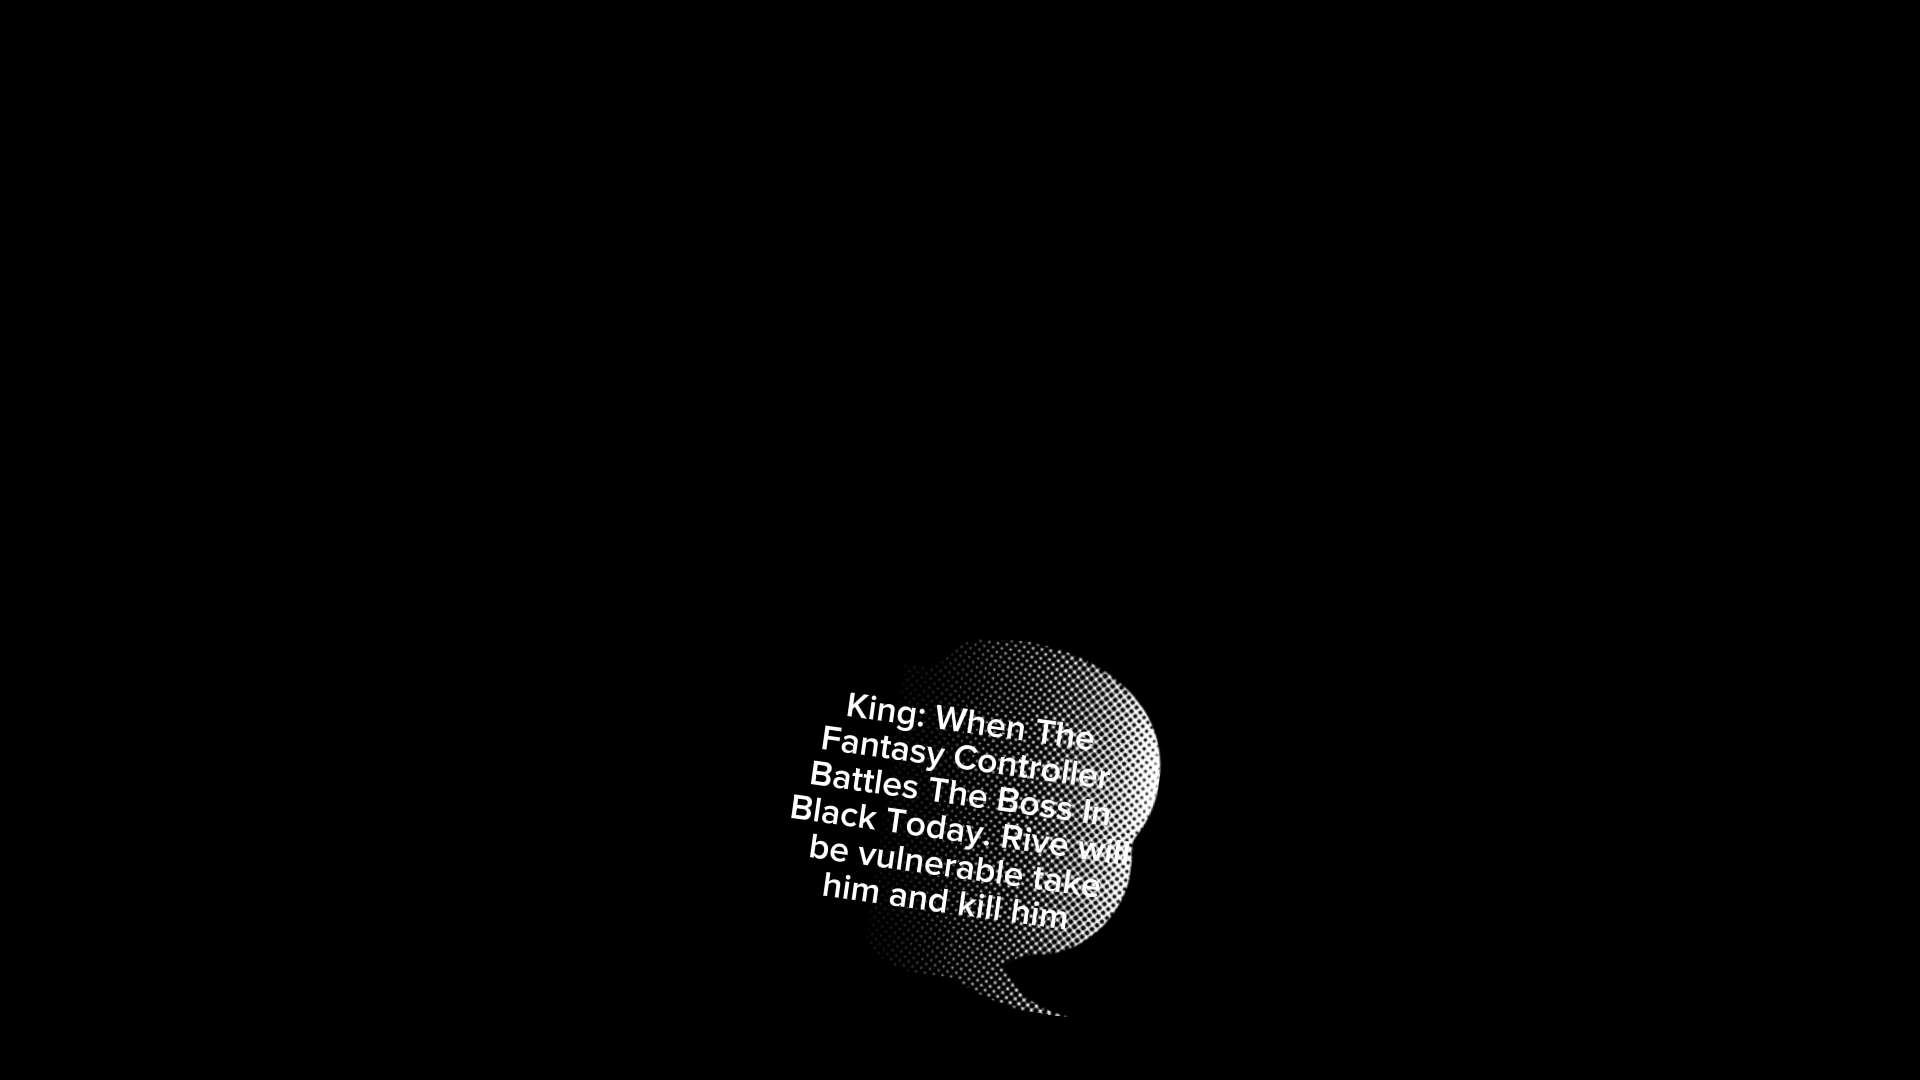 King: When The
Fantasy Controller
Battles The Boss in
Black Today. Rive will
be vulnerable take
him and kill him